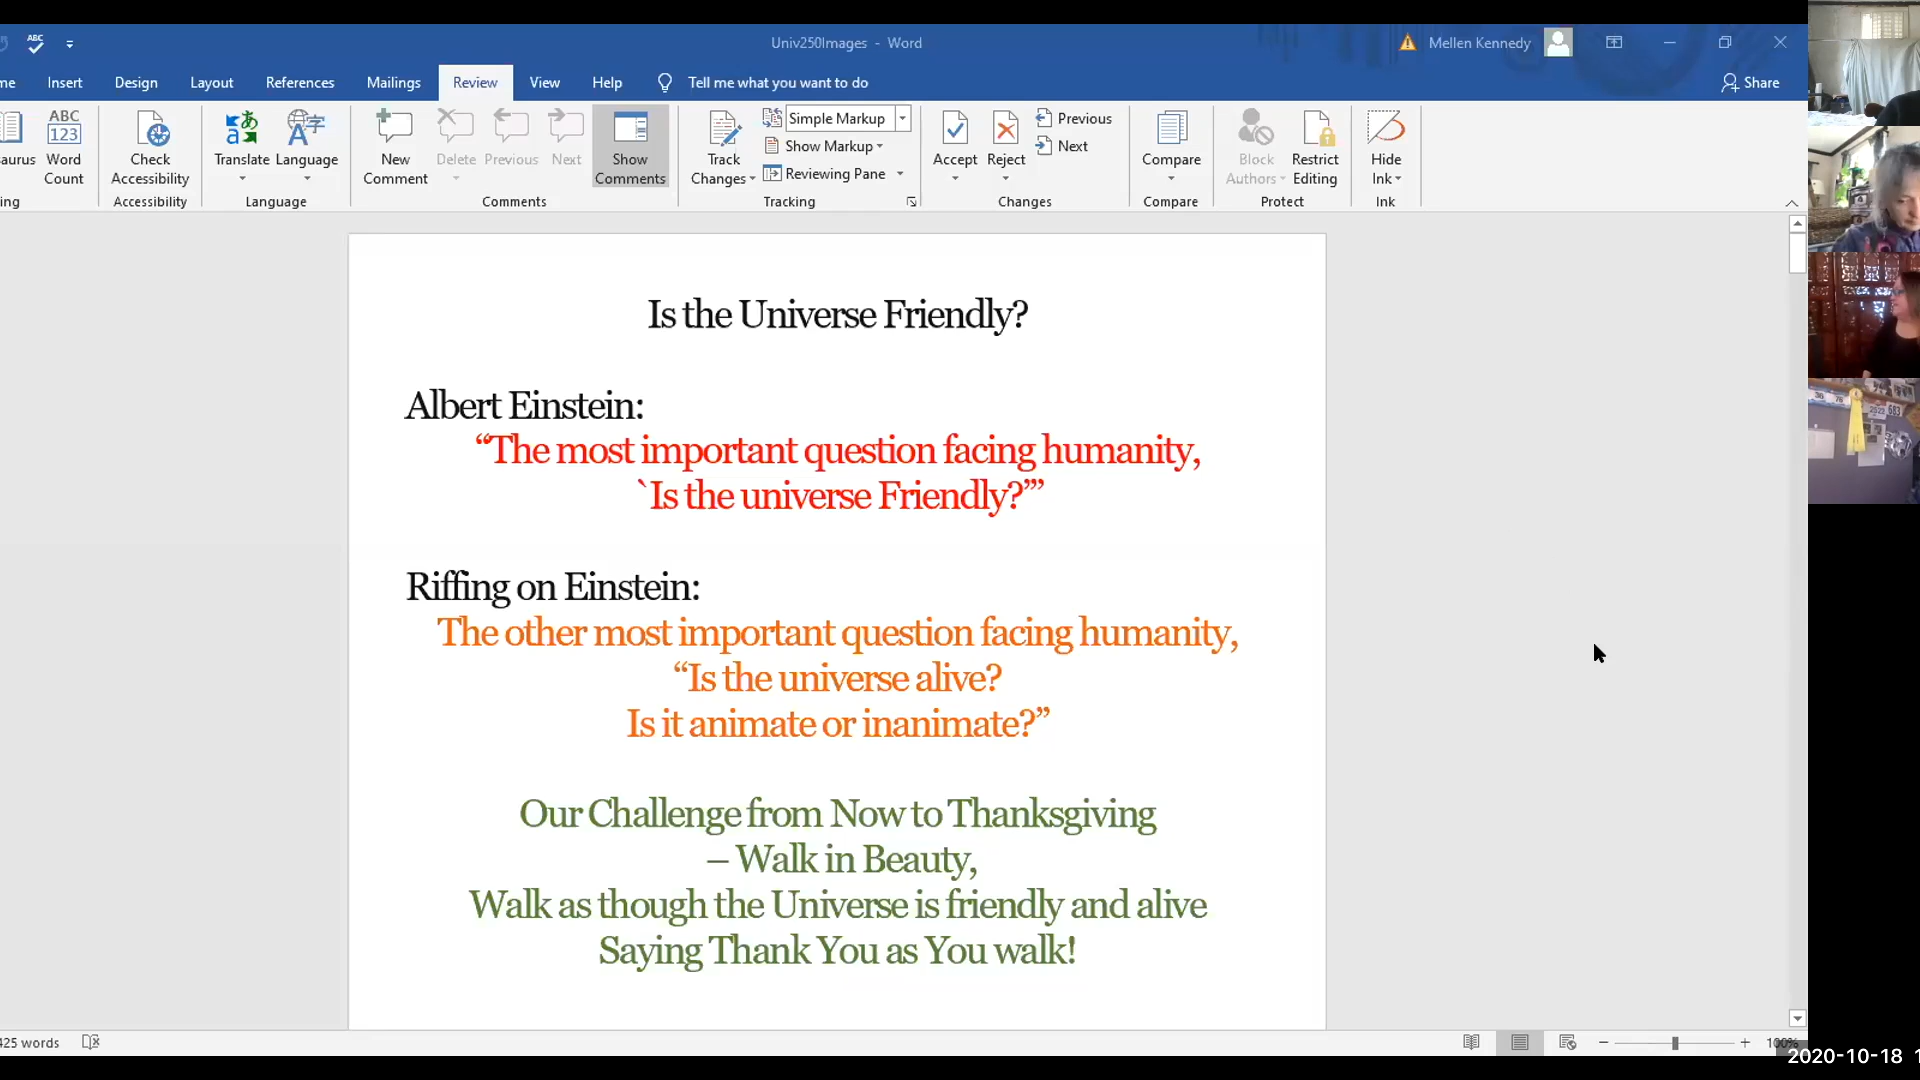 Univ250Images - Word
Mellen Kennedy
Insert Design Layout References Mailings Review View Help Tell me what you want to do
Share
Word Count
Check Accessibility
Translate
Language
New Comment
Delete
Previous
Next
Show Comments
Track Changes
Simple Markup
Show Markup
Reviewing Pane
Accept
Reject
Previous
Next
Compare
Block Authors
Restrict Editing
Hide Ink
Accessibility Language Comments Tracking Changes Compare Protect Ink
Is the Universe Friendly?
Albert Einstein:
“The most important question facing humanity,
`Is the universe Friendly?’”
Riffing on Einstein:
The other most important question facing humanity,
“Is the universe alive?
Is it animate or inanimate?”
Our Challenge from Now to Thanksgiving
– Walk in Beauty,
Walk as though the Universe is friendly and alive
Saying Thank You as You walk!
425 words
100%
2020-10-18